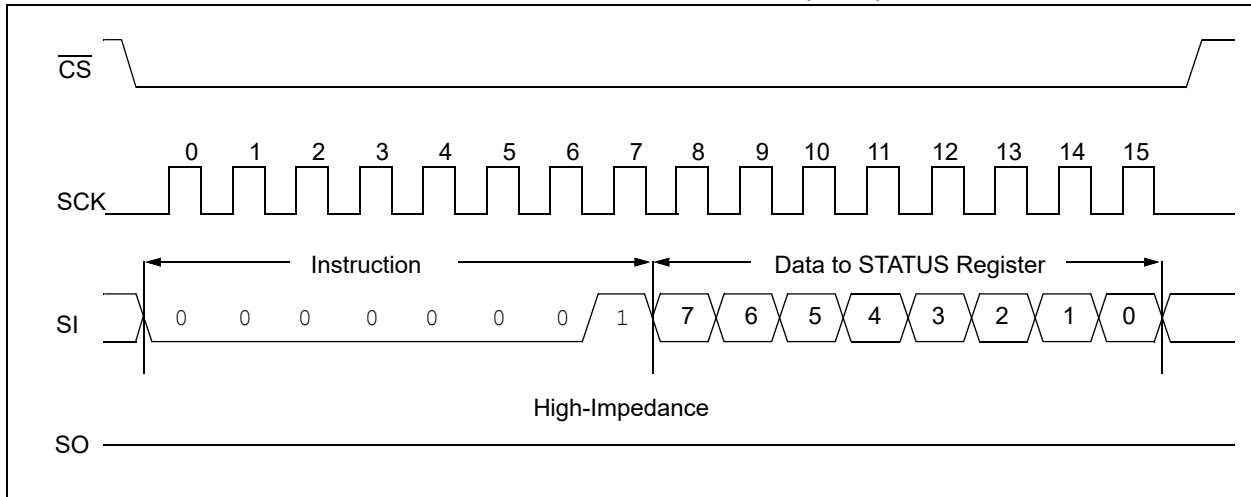 CS
0 1 2 3 4 5 6 7 8 9 10 11 12 13 14 15
SCK
Instruction Data to STATUS Register
SI 0 0 0 0 0 0 0 1 7 6 5 4 3 2 1 0
High-Impedance
SO